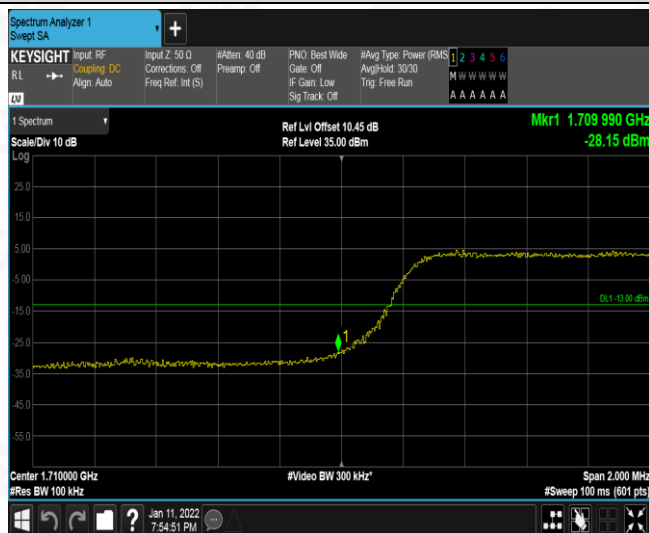 Spectrum Analyzer 1
Swept SA
KEYSIGHT
R L
LXI
Input: RF
Coupling: DC
Align: Auto
Input Z: 50 Ω
Corrections: Off
Freq Ref: Int (S)
#Atten: 40 dB
Preamp: Off
PNO: Best Wide
Gate: Off
IF Gain: Low
Sig Track: Off
#Avg Type: Power (RMS
Avg|Hold: 30/30
Trig: Free Run
1 2 3 4 5 6
M W W W W W
A A A A A A
1 Spectrum
Scale/Div 10 dB
Log
Ref Lvl Offset 10.45 dB
Ref Level 35.00 dBm
Mkr1 1.709 990 GHz
-28.15 dBm
25.0
15.0
5.00
-5.00
DL1 -13.00 dBm
-15.0
1
-25.0
-35.0
-45.0
-55.0
Center 1.710000 GHz
#Res BW 100 kHz
#Video BW 300 kHz*
Span 2.000 MHz
#Sweep 100 ms (601 pts)
?
Jan 11, 2022
7:54:51 PM